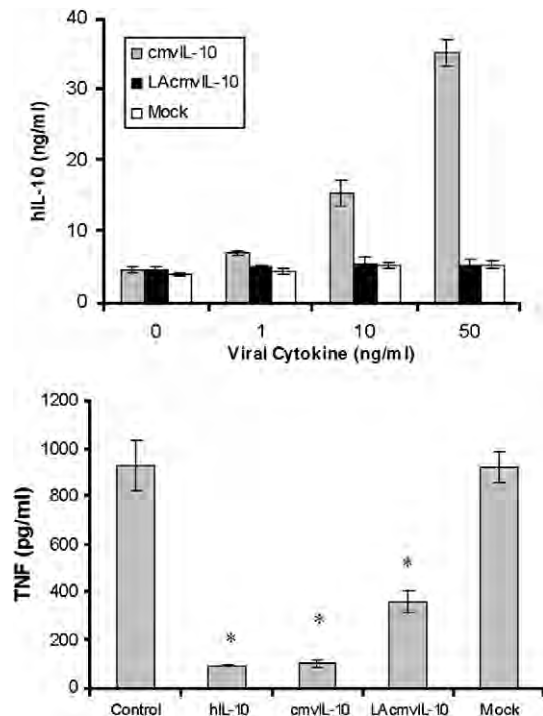 40
30
20
10
0
hIL-10 (ng/ml)
cmvIL-10
LAcmvIL-10
Mock
0 1 10 50
Viral Cytokine (ng/ml)
1200
1000
800
600
400
200
0
TNF (pg/ml)
* * *
Control hIL-10 cmvIL-10 LAcmvIL-10 Mock